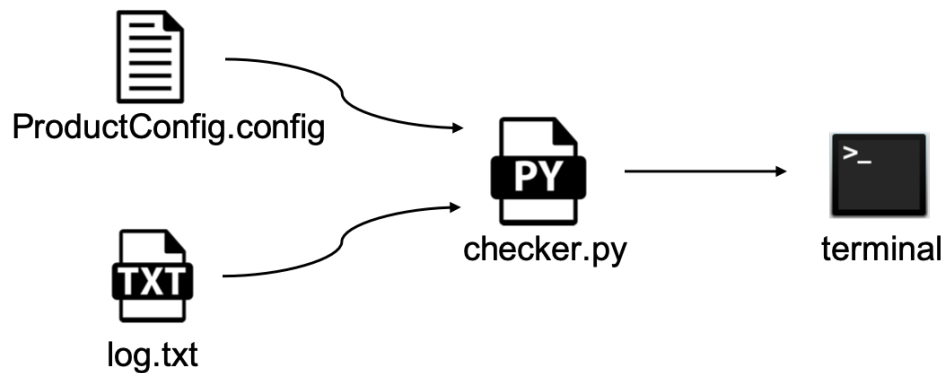 ProductConfig.config
PY
>_
checker.py
terminal
TXT
log.txt